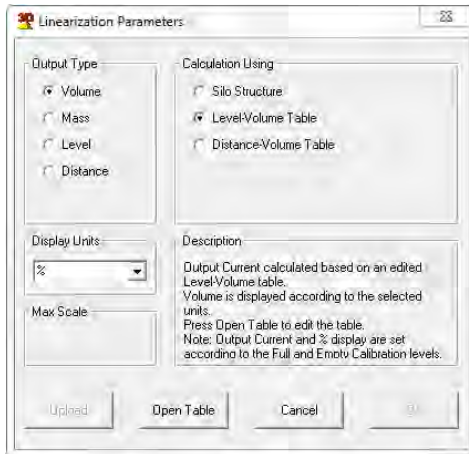 Linearization Parameters
Output Type
Volume
Mass
Level
Distance
Calculation Using
Silo Structure
Level-Volume Table
Distance-Volume Table
Display Units
%
Max Scale
Description
Output Current calculated based on an edited
Level-Volume table.
Volume is displayed according to the selected
units.
Press Open Table to edit the table.
Note: Output Current and % display are set
according to the Full and Empty Calibration levels.
Upload
Open Table
Cancel